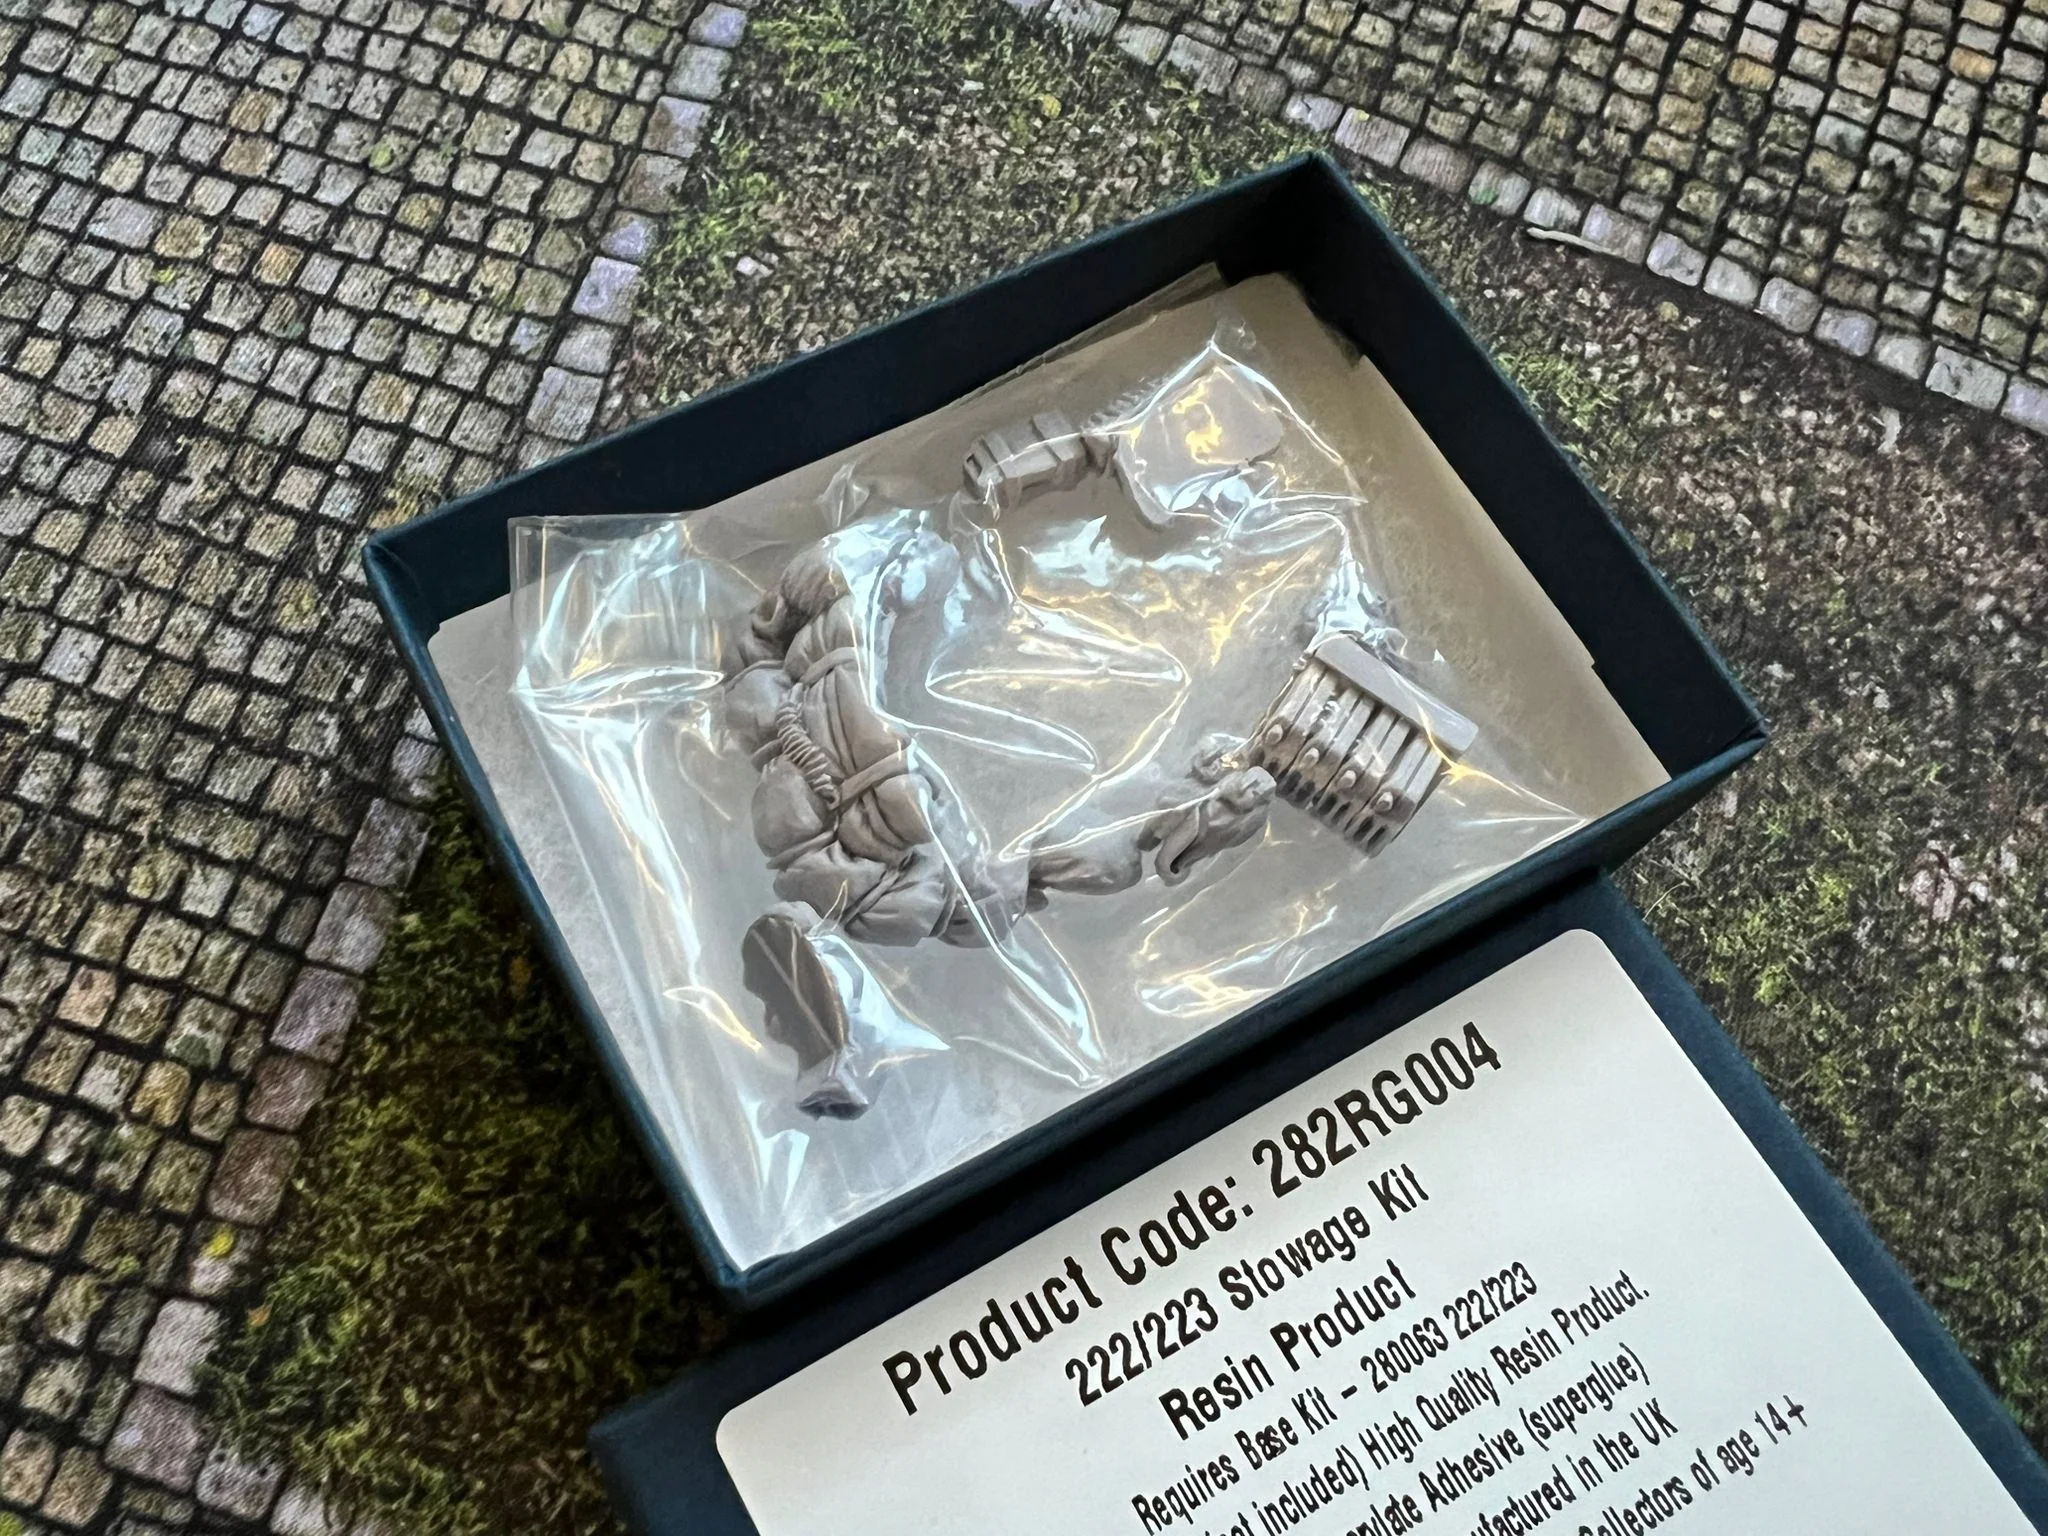 Product Code: 282RG004
222/223 Stowage Kit
Resin Product
Requires Base Kit - 280063 222/223
included) High Quality Resin Product.
Adhesive (superglue)
in the UK
Collectors of age 14+